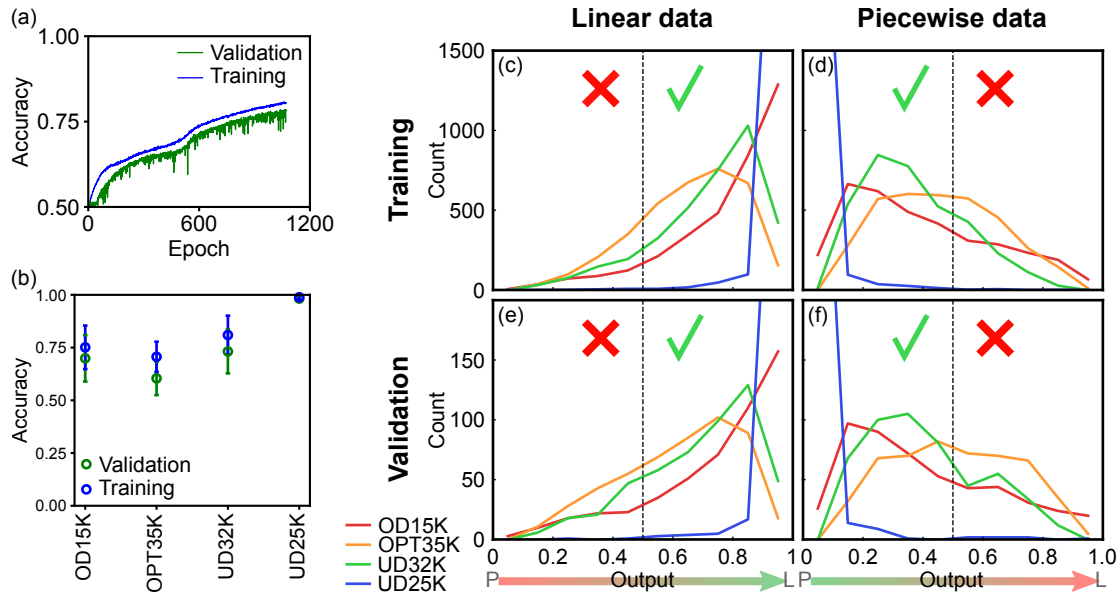 Linear data
Piecewise data
(a)
1.00
0.75
0.50
Accuracy
Validation
Training
0
600
1200
Epoch
(b)
1.00
0.75
0.50
0.25
0.00
Accuracy
Validation
Training
OD15K
OPT35K
UD32K
UD25K
Training
(c)
1500
1000
500
0
Count
(d)
Validation
(e)
150
100
50
0
Count
0
0.2
0.4
0.6
0.8
1 0
P
Output
L
(f)
0.2
0.4
0.6
0.8
1.0
P
Output
L
OD15K
OPT35K
UD32K
UD25K